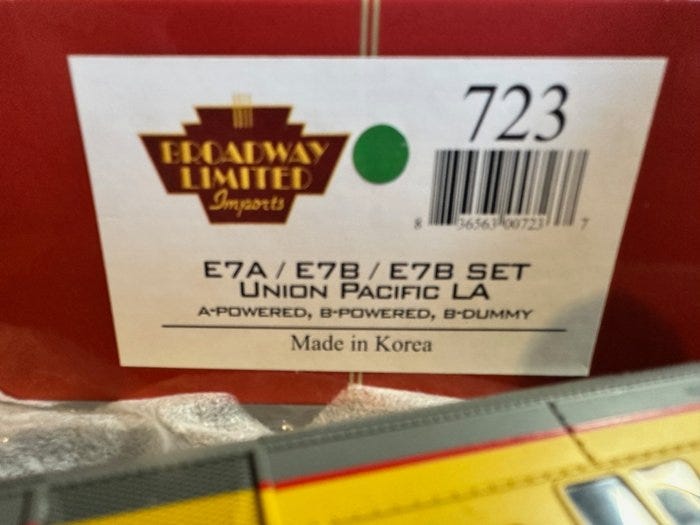 BROADWAY
LIMITED
Imports
723
8 36563 00723 7
E7A / E7B / E7B SET
UNION PACIFIC LA
A-POWERED, B-POWERED, B-DUMMY
Made in Korea